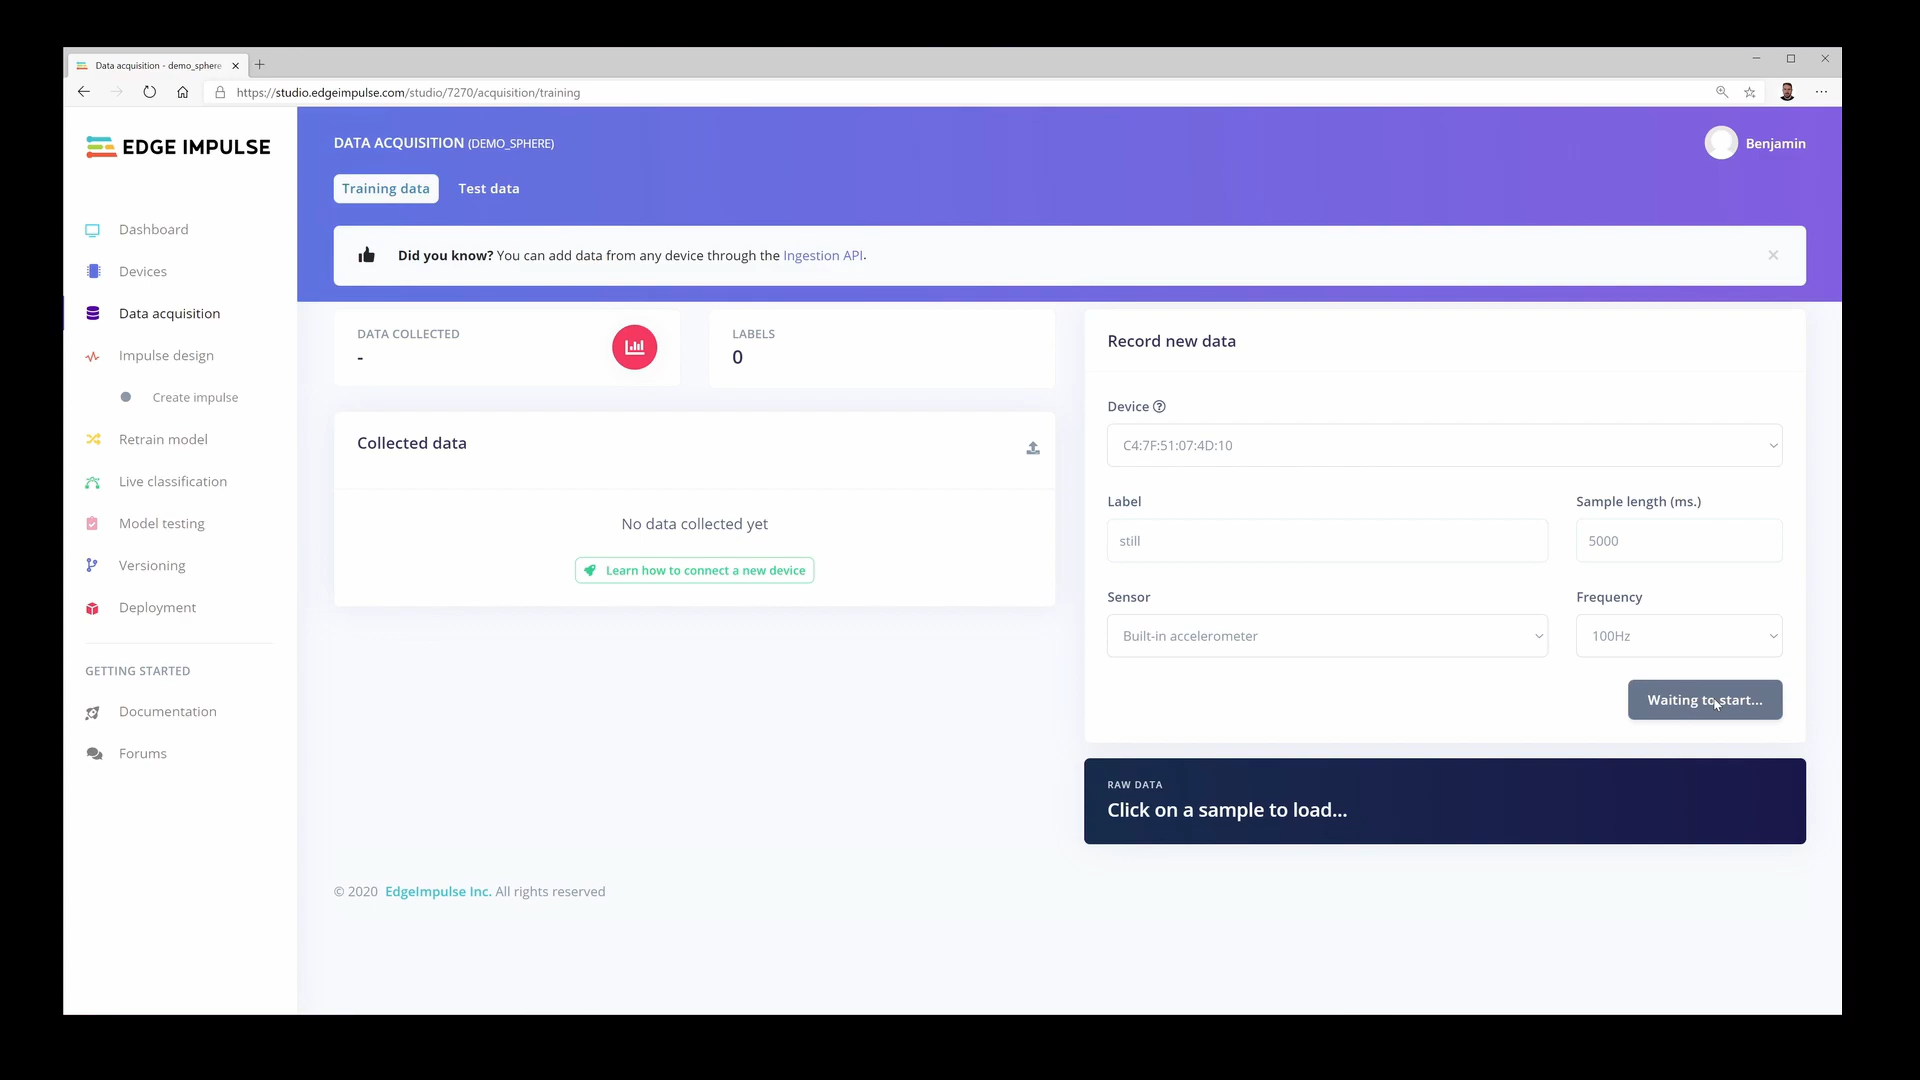 Data acquisition - demo_sphere
https://studio.edgeimpulse.com/studio/7270/acquisition/training
EDGE IMPULSE
Dashboard
Devices
Data acquisition
Impulse design
Create impulse
Retrain model
Live classification
Model testing
Versioning
Deployment
GETTING STARTED
Documentation
Forums
DATA ACQUISITION (DEMO_SPHERE)
Benjamin
Training data
Test data
Did you know? You can add data from any device through the Ingestion API.
DATA COLLECTED
-
LABELS
0
Collected data
No data collected yet
Learn how to connect a new device
Record new data
Device
C4:7F:51:07:4D:10
Label
Sample length (ms.)
still
5000
Sensor
Frequency
Built-in accelerometer
100Hz
Waiting to start...
RAW DATA
Click on a sample to load...
© 2020 EdgeImpulse Inc. All rights reserved